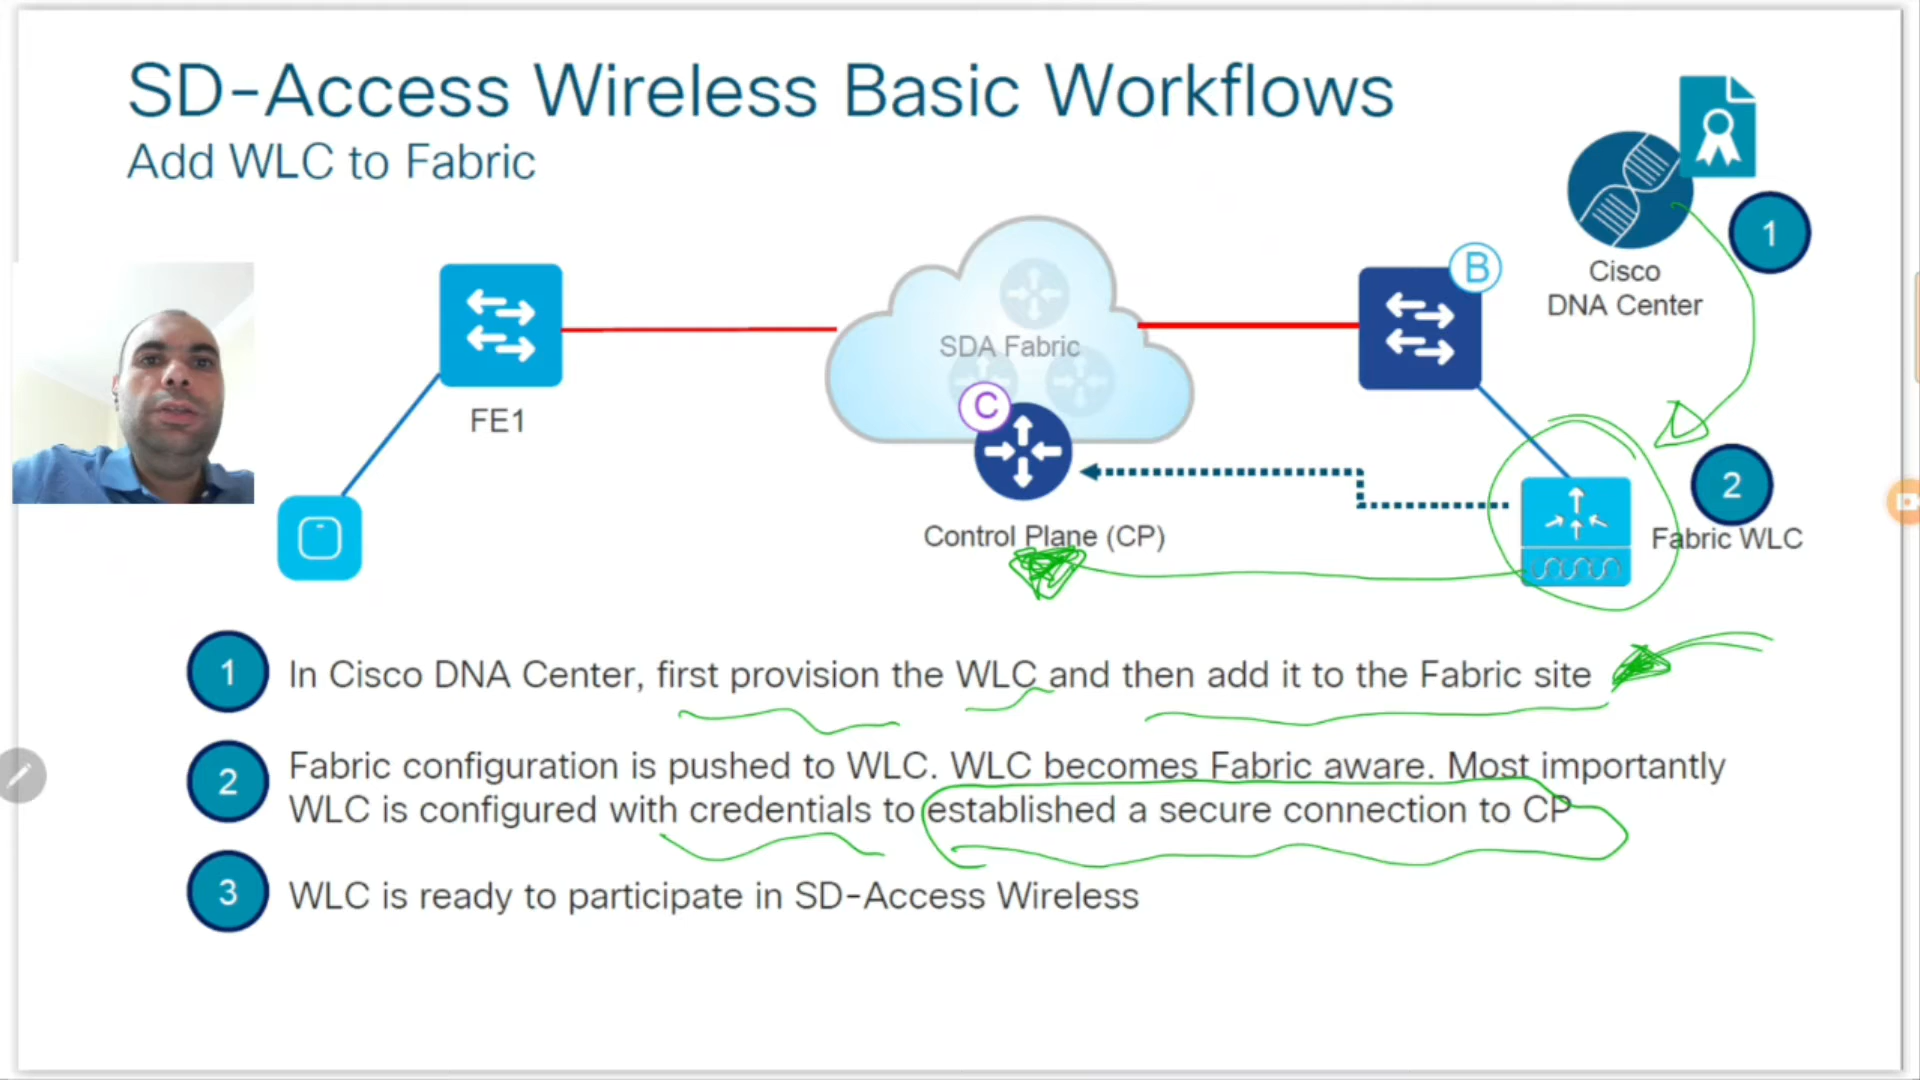 SD-Access Wireless Basic Workflows
Add WLC to Fabric
1
B
Cisco
DNA Center
SDA Fabric
C
FE1
2
Control Plane (CP)
Fabric WLC
1 In Cisco DNA Center, first provision the WLC and then add it to the Fabric site
2 Fabric configuration is pushed to WLC. WLC becomes Fabric aware. Most importantly
WLC is configured with credentials to established a secure connection to CP
3 WLC is ready to participate in SD-Access Wireless